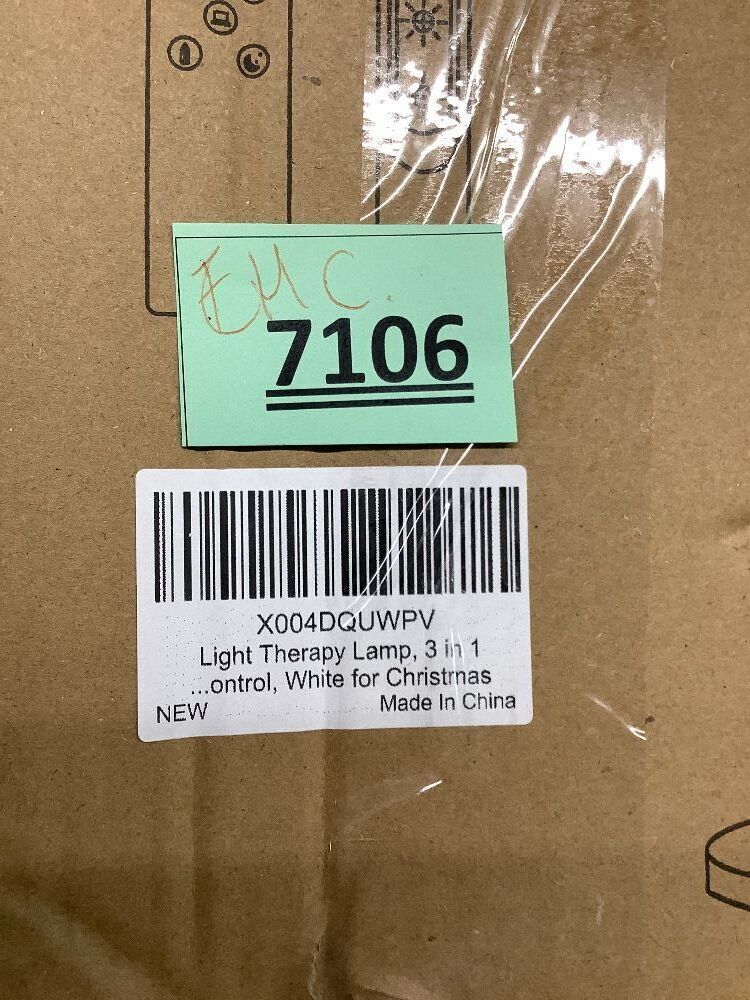 EMC.
7106
X004DQUWPV
Light Therapy Lamp, 3 in 1
...ontrol, White for Christmas
NEW
Made In China